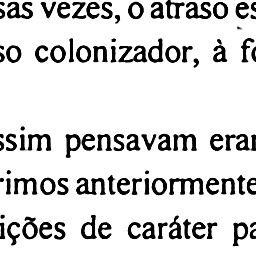 sas vezes, o atraso es
so colonizador, à fo
ssim pensavam eram
rimos anteriormente
ições de caráter pa